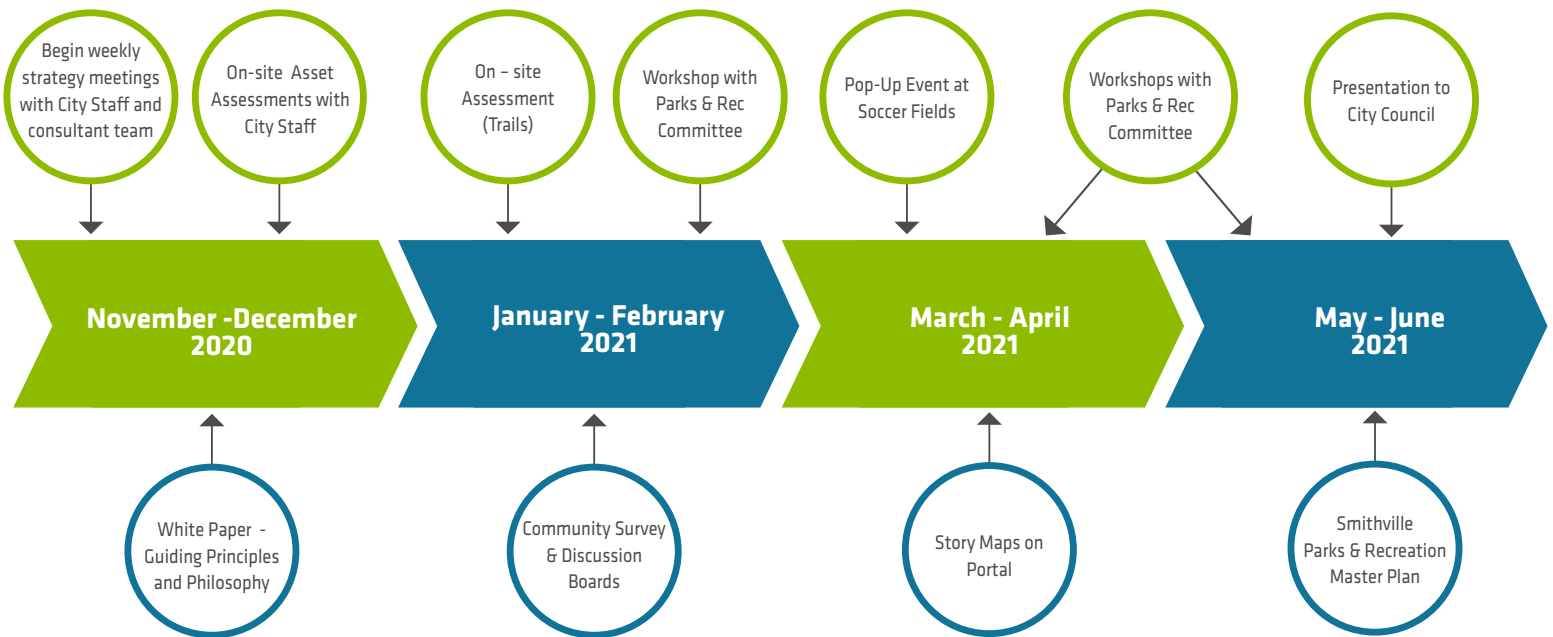 Begin weekly
strategy meetings
with City Staff and
consultant team
On-site Asset
Assessments with
City Staff
On – site
Assessment
(Trails)
Workshop with
Parks & Rec
Committee
Pop-Up Event at
Soccer Fields
Workshops with
Parks & Rec
Committee
Presentation to
City Council
November -December
2020
January - February
2021
March - April
2021
May - June
2021
White Paper -
Guiding Principles
and Philosophy
Community Survey
& Discussion
Boards
Story Maps on
Portal
Smithville
Parks & Recreation
Master Plan